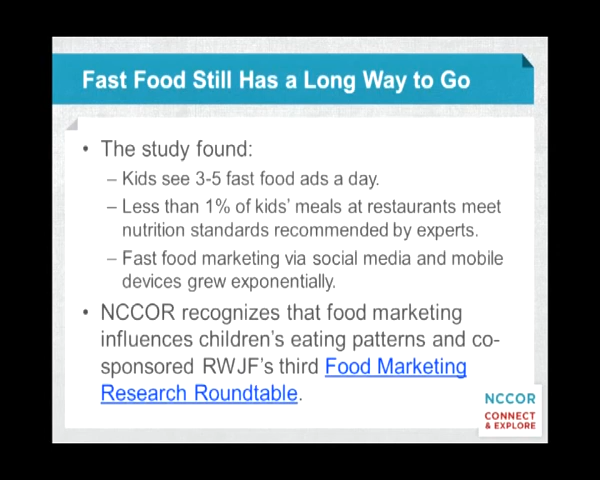 Fast Food Still Has a Long Way to Go
• The study found:
– Kids see 3-5 fast food ads a day.
– Less than 1% of kids' meals at restaurants meet
nutrition standards recommended by experts.
– Fast food marketing via social media and mobile
devices grew exponentially.
• NCCOR recognizes that food marketing
influences children's eating patterns and co-
sponsored RWJF's third Food Marketing
Research Roundtable.
NCCOR
CONNECT
& EXPLORE